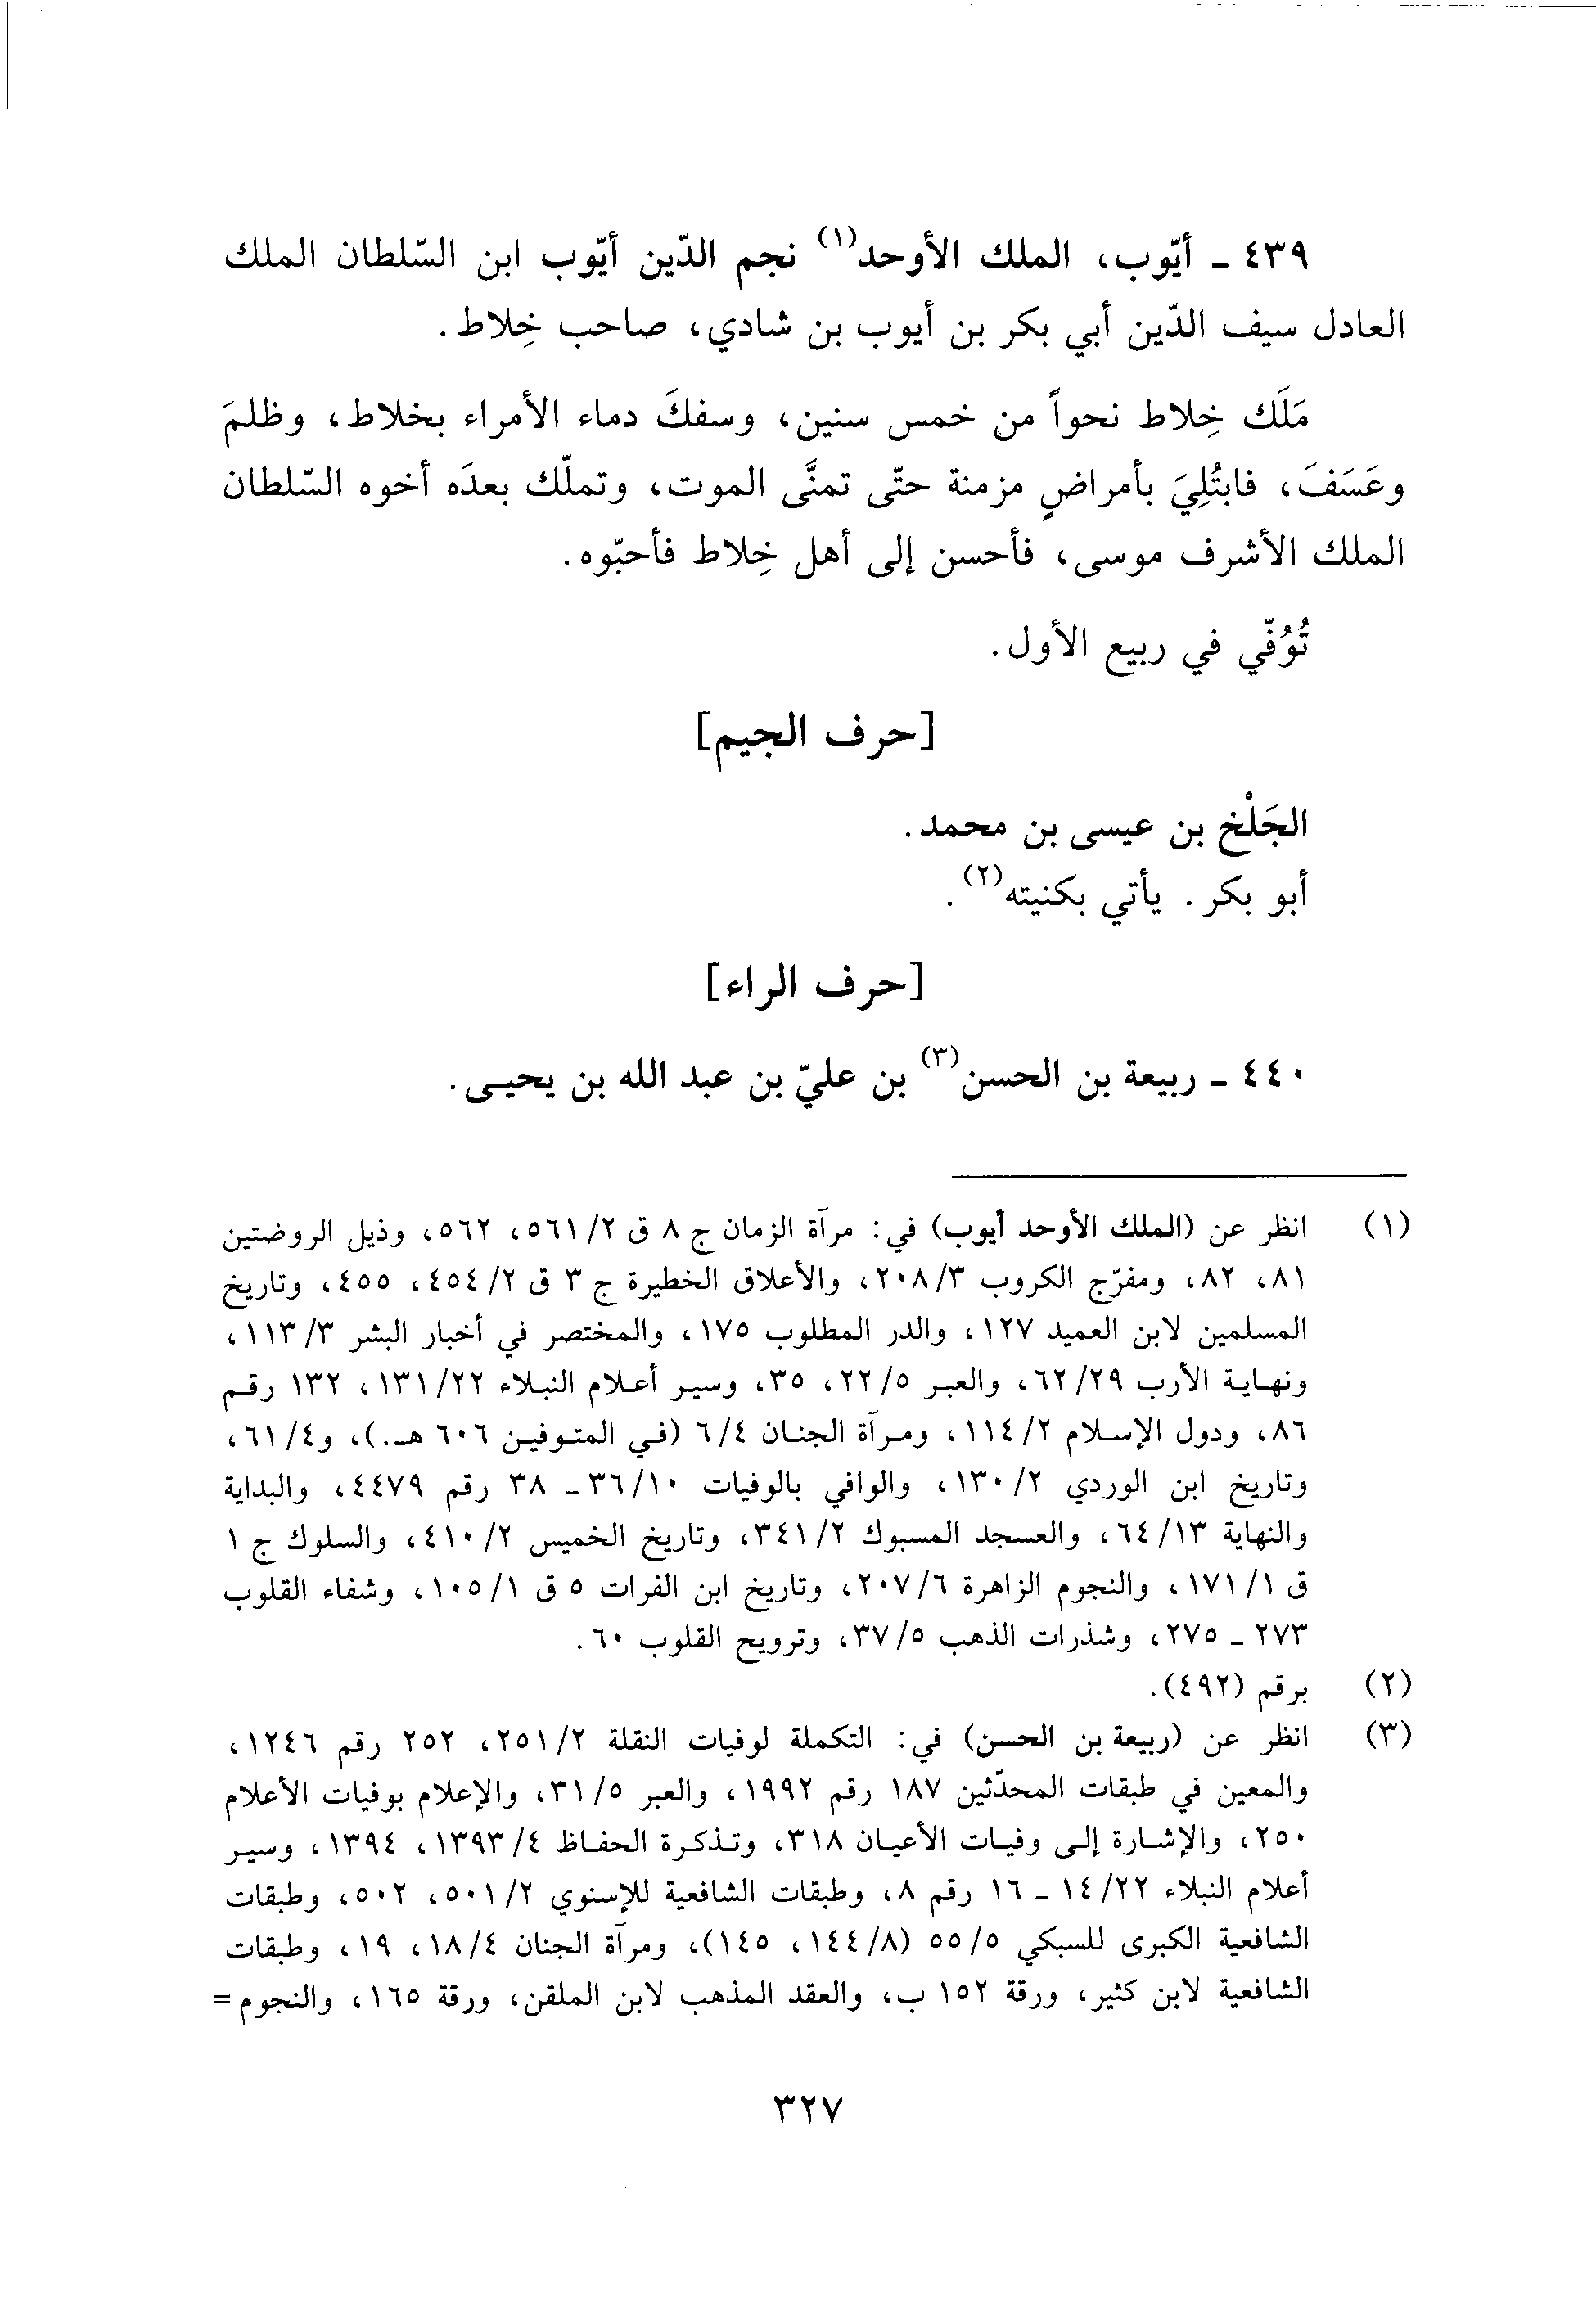 ٤٣٩ ـ أيّوب، الملك الأوحد(١) نجم الدّين أيّوب ابن السّلطان الملك
العادل سيف الدّين أبي بكر بن أيوب بن شادي، صاحب خِلاط.
مَلَك خِلاط نحواً من خمس سنين، وسفكَ دماء الأمراء بخلاط، وظلمَ
وعَسَفَ، فابتُلِيَ بأمراضٍ مزمنة حتّى تمنَّى الموت، وتملّك بعدَه أخوه السّلطان
الملك الأشرف موسى، فأحسن إلى أهل خِلاط فأحبّوه.
تُوُفّي في ربيع الأول.
[حرف الجيم]
الجَلْخ بن عيسى بن محمد.
أبو بكر. يأتي بكنيته(٢).
[حرف الراء]
٤٤٠ ـ ربيعة بن الحسن(٣) بن عليّ بن عبد الله بن يحيـى.
(١) انظر عن (الملك الأوحد أيوب) في: مرآة الزمان ج ٨ ق ٢/ ٥٦١، ٥٦٢، وذيل الروضتين
٨١، ٨٢، ومفرّج الكروب ٢٠٨/٣، والأعلاق الخطيرة ج ٣ ق ٢/ ٤٥٤، ٤٥٥، وتاريخ
المسلمين لابن العميد ١٢٧، والدر المطلوب ١٧٥، والمختصر في أخبار البشر ١١٣/٣،
ونهاية الأرب ٦٢/٢٩، والعبر ٢٢/٥، ٣٥، وسير أعلام النبلاء ١٣١/٢٢، ١٣٢ رقم
٨٦، ودول الإسلام ١١٤/٢، ومرآة الجنان ٦/٤ (في المتوفين ٦٠٦ هـ.)، و٦١/٤،
وتاريخ ابن الوردي ١٣٠/٢، والوافي بالوفيات ٣٦/١٠ ـ ٣٨ رقم ٤٤٧٩، والبداية
والنهاية ٦٤/١٣، والعسجد المسبوك ٣٤١/٢، وتاريخ الخميس ٤١٠/٢، والسلوك ج ١
ق ١٧١/١، والنجوم الزاهرة ٢٠٧/٦، وتاريخ ابن الفرات ٥ ق ١٠٥/١، وشفاء القلوب
٢٧٣ ـ ٢٧٥، وشذرات الذهب ٣٧/٥، وترويح القلوب ٦٠.
(٢) برقم (٤٩٢).
(٣) انظر عن (ربيعة بن الحسن) في: التكملة لوفيات النقلة ٢٥١/٢، ٢٥٢ رقم ١٢٤٦،
والمعين في طبقات المحدّثين ١٨٧ رقم ١٩٩٢، والعبر ٣١/٥، والإعلام بوفيات الأعلام
٢٥٠، والإشارة إلى وفيات الأعيان ٣١٨، وتذكرة الحفاظ ١٣٩٣/٤، ١٣٩٤، وسير
أعلام النبلاء ١٤/٢٢ ـ ١٦ رقم ٨، وطبقات الشافعية للإسنوي ٥٠١/٢، ٥٠٢، وطبقات
الشافعية الكبرى للسبكي ٥٥/٥ (١٤٤/٨، ١٤٥)، ومرآة الجنان ١٨/٤، ١٩، وطبقات
الشافعية لابن كثير، ورقة ١٥٢ ب، والعقد المذهب لابن الملقن، ورقة ١٦٥، والنجوم =
٣٢٧